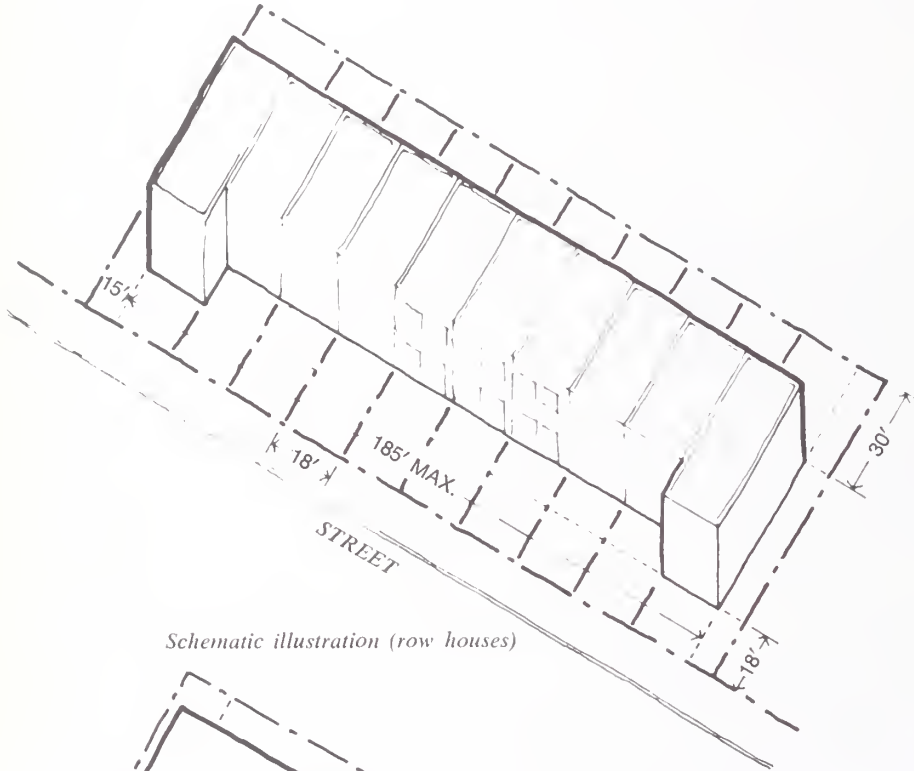 15'
30'
18'
185' MAX.
STREET
18'
Schematic illustration (row houses)